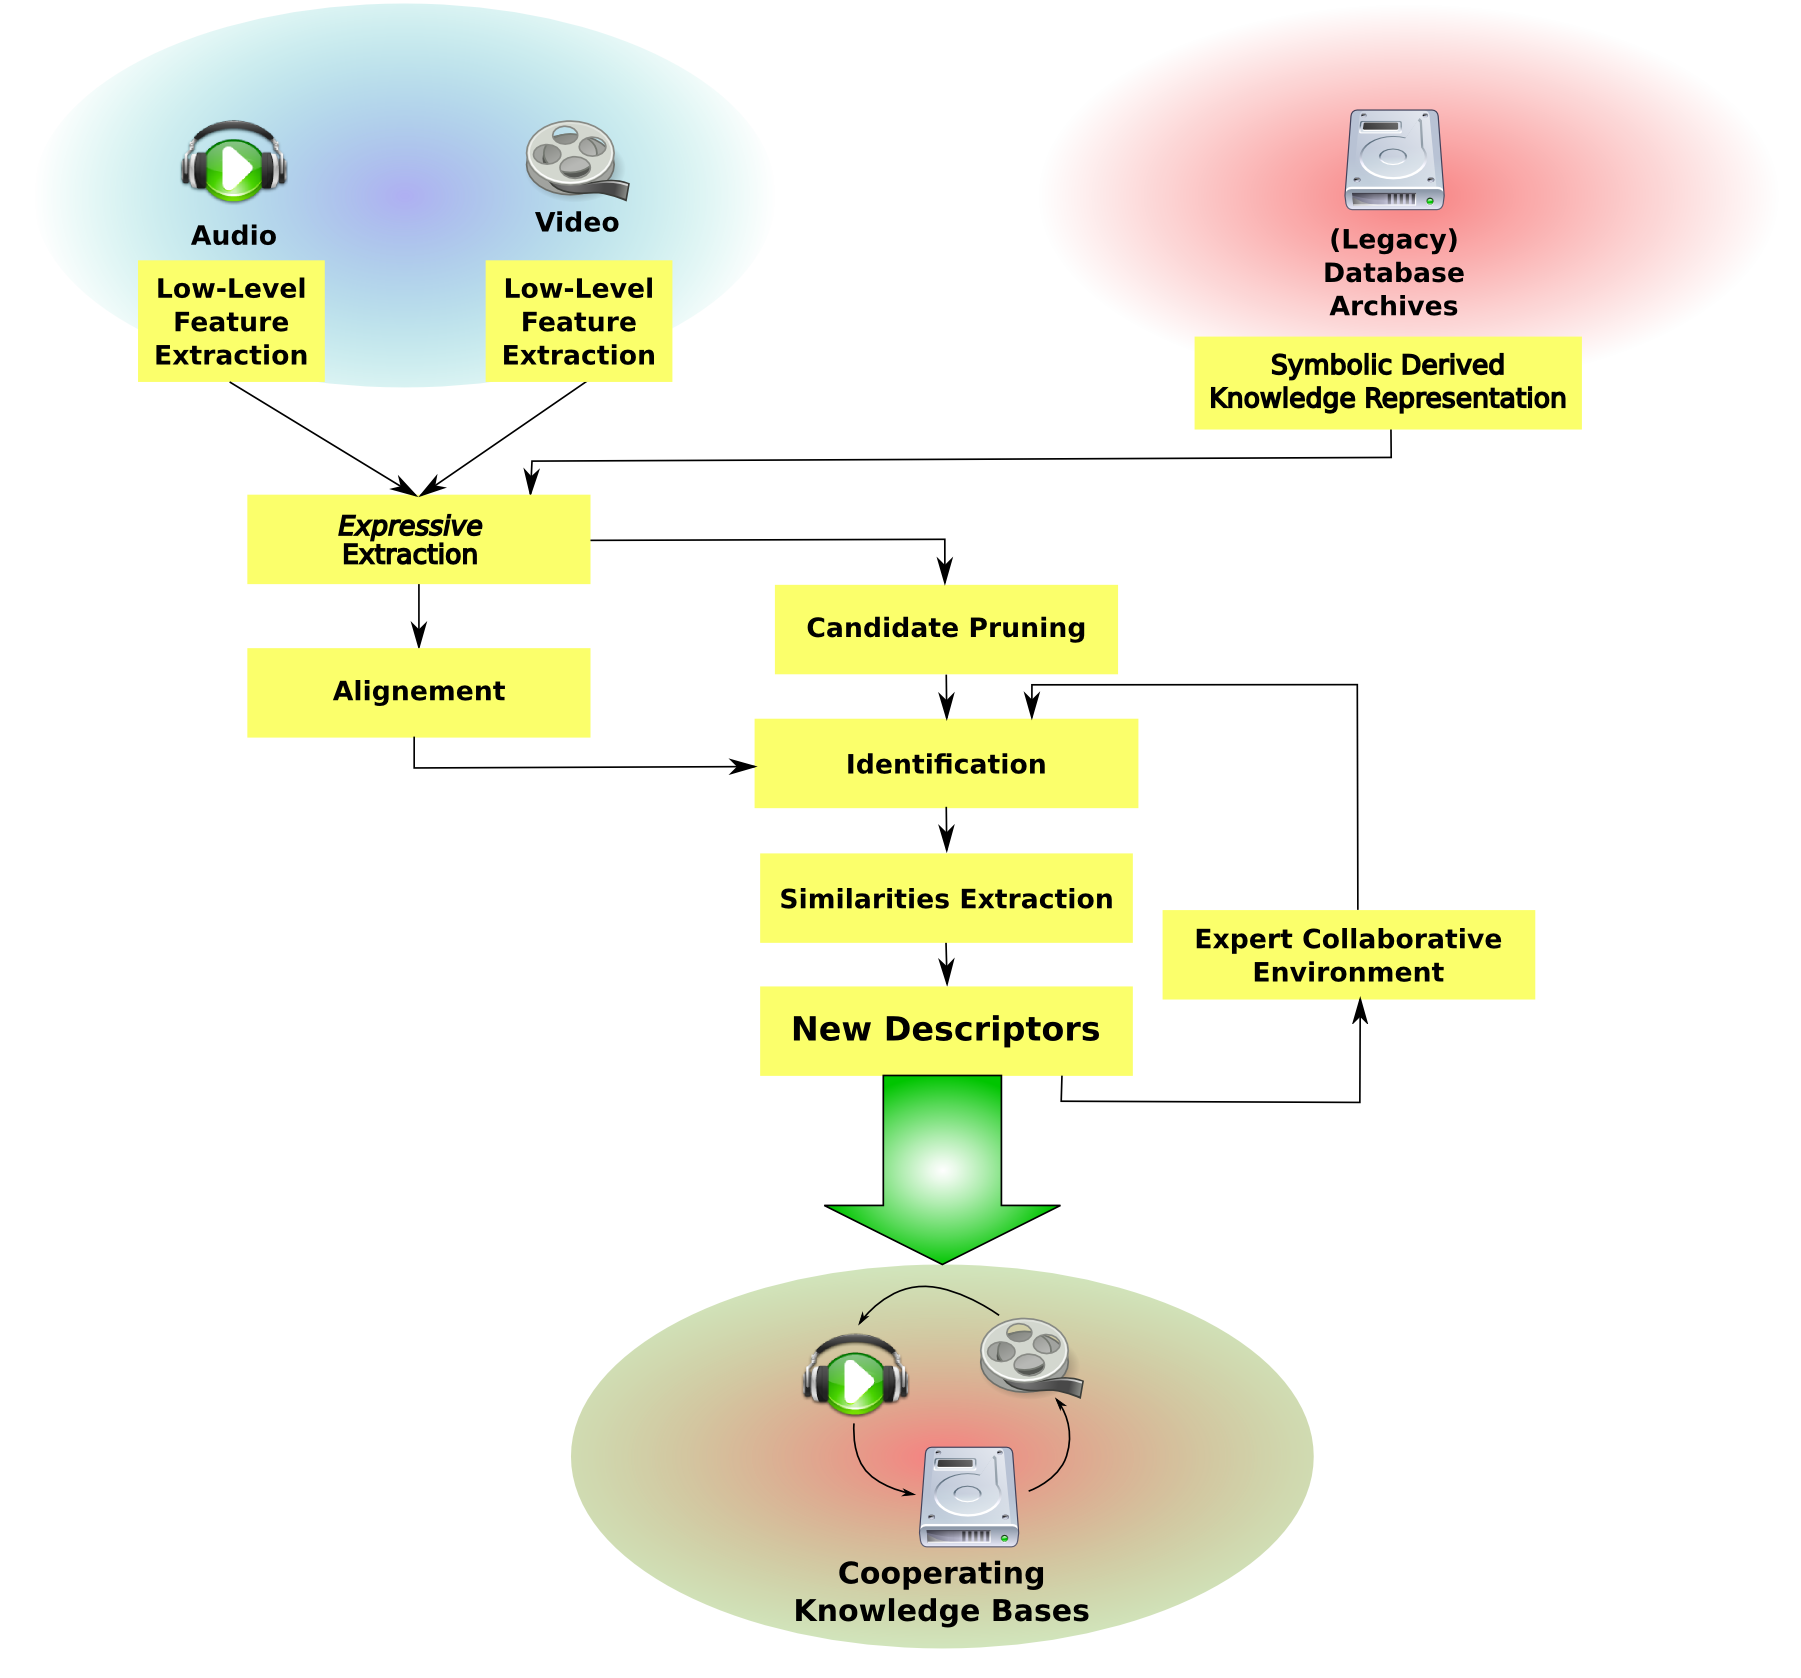 Audio
Video
Low-Level
Feature
Extraction
Low-Level
Feature
Extraction
(Legacy)
Database
Archives
Symbolic Derived
Knowledge Representation
Expressive
Extraction
Candidate Pruning
Alignement
Identification
Similarities Extraction
Expert Collaborative
Environment
New Descriptors
Cooperating
Knowledge Bases